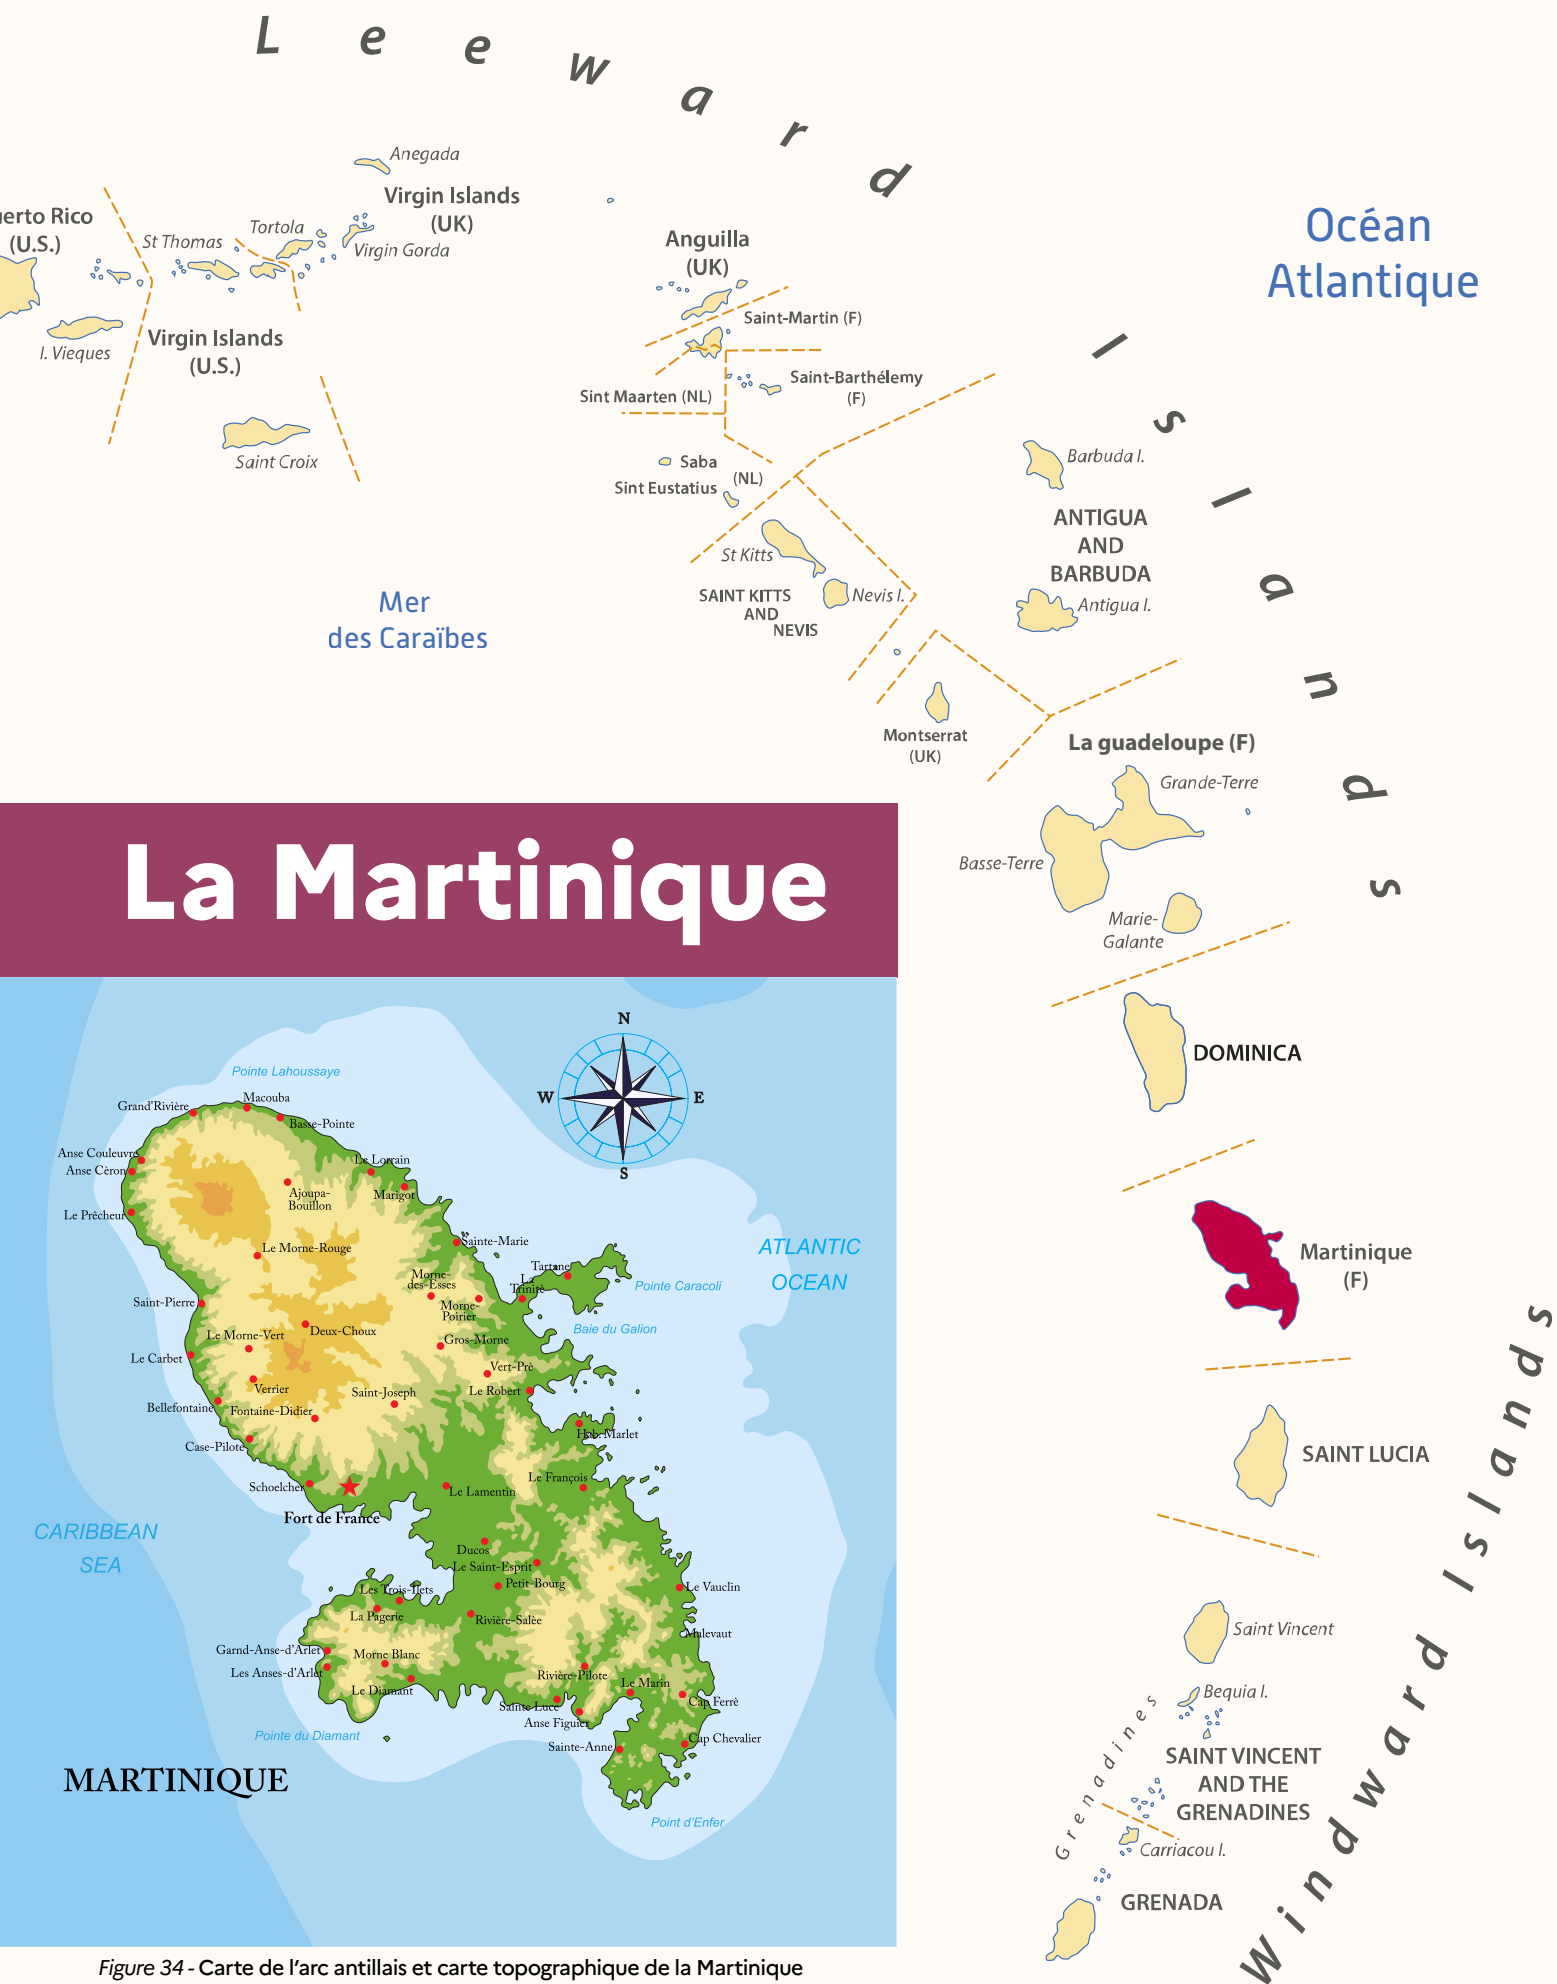 Leeward Islands
Anegada
Virgin Islands
(UK)
uerto Rico
(U.S.)
St Thomas
Tortola
Virgin Gorda
I. Vieques
Virgin Islands
(U.S.)
Saint Croix
Anguilla
(UK)
Saint-Martin (F)
Saint-Barthélemy
(F)
Sint Maarten (NL)
Saba
Sint Eustatius
(NL)
St Kitts
Nevis I.
SAINT KITTS
AND
NEVIS
Océan
Atlantique
Mer
des Caraïbes
Barbuda I.
ANTIGUA
AND
BARBUDA
Antigua I.
Montserrat
(UK)
La guadeloupe (F)
Grande-Terre
Basse-Terre
Marie-
Galante
DOMINICA
Martinique
(F)
SAINT LUCIA
Saint Vincent
Bequia I.
Grenadines
SAINT VINCENT
AND THE
GRENADINES
Carriacou I.
GRENADA
Windward Islands
La Martinique
N
W
E
S
Pointe Lahoussaye
Grand'Rivière
Macouba
Basse-Pointe
Anse Couleuvre
Anse Cèron
Le Lorrain
Marigot
Ajoupa-
Bouillon
Le Prêcheur
Le Morne-Rouge
Sainte-Marie
ATLANTIC
OCEAN
Tartane
La
Trinitè
Pointe Caracoli
Morne-
des-Esses
Morne-
Poirier
Baie du Galion
Saint-Pierre
Deux-Choux
Le Morne-Vert
Gros-Morne
Le Carbet
Vert-Prè
Verrier
Saint-Joseph
Le Robert
Bellefontaine
Fontaine-Didier
Hab. Marlet
Case-Pilote
Le François
Schoelcher
Le Lamentin
Fort de France
CARIBBEAN
SEA
Ducos
Le Saint-Esprit
Petit-Bourg
Les Trois-Ilets
La Pagerie
Rivière-Salèe
Le Vauclin
Malevaut
Garnd-Anse-d'Arlet
Morne Blanc
Les Anses-d'Arlet
Le Diamant
Rivière-Pilote
Le Marin
Cap Ferrè
Sainte-Luce
Anse Figuier
Cap Chevalier
Sainte-Anne
Pointe du Diamant
MARTINIQUE
Point d'Enfer
Figure 34 - Carte de l'arc antillais et carte topographique de la Martinique